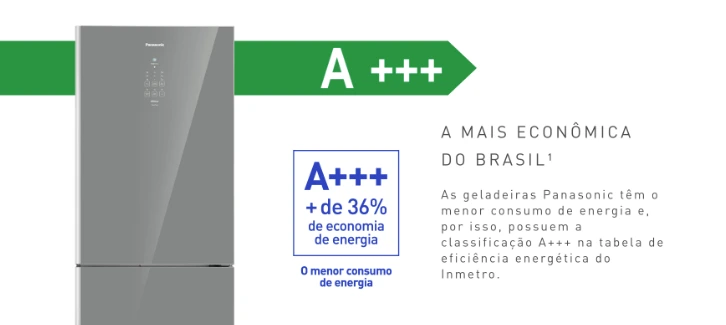 Panasonic
A +++
A+++
+ de 36%
de economia
de energia
O menor consumo
de energia
A MAIS ECONÔMICA
DO BRASIL¹
As geladeiras Panasonic têm o
menor consumo de energia e,
por isso, possuem a
classificação A+++ na tabela de
eficiência energética do
Inmetro.